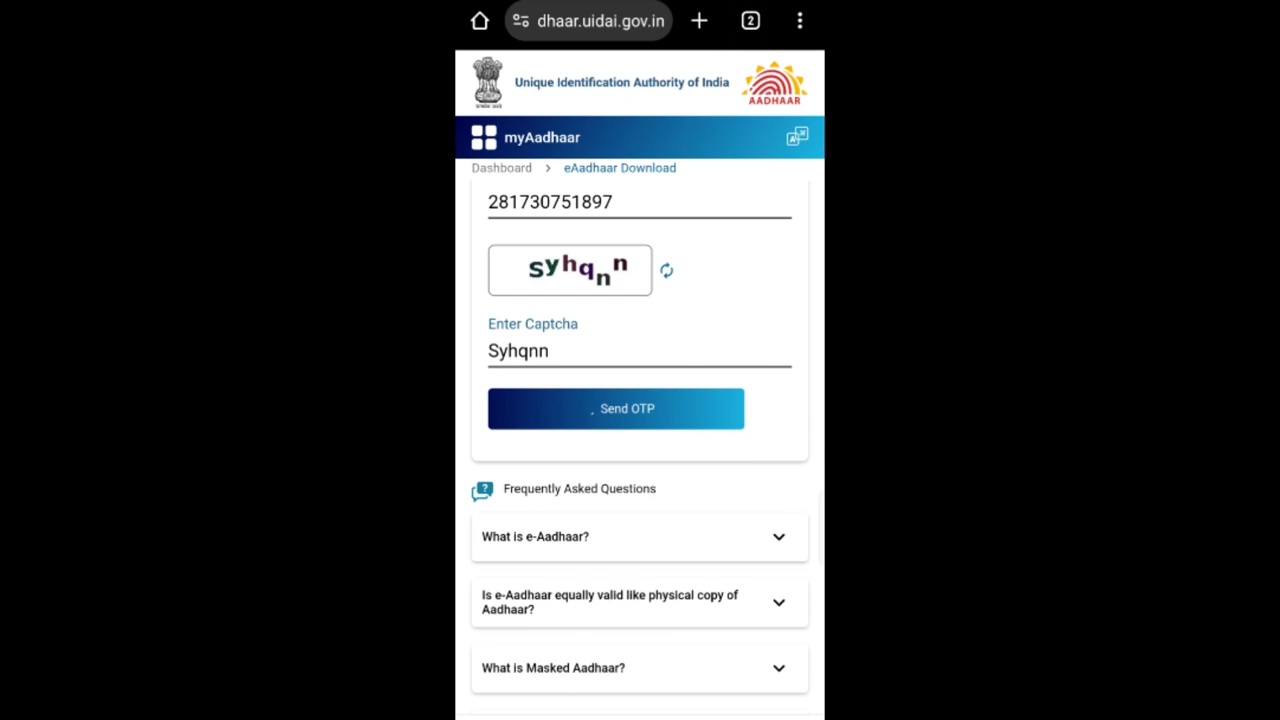 dhaar.uidai.gov.in
2
Unique Identification Authority of India
AADHAAR
myAadhaar
Dashboard > eAadhaar Download
281730751897
syhqnn
Enter Captcha
Syhqnn
Send OTP
Frequently Asked Questions
What is e-Aadhaar?
Is e-Aadhaar equally valid like physical copy of
Aadhaar?
What is Masked Aadhaar?